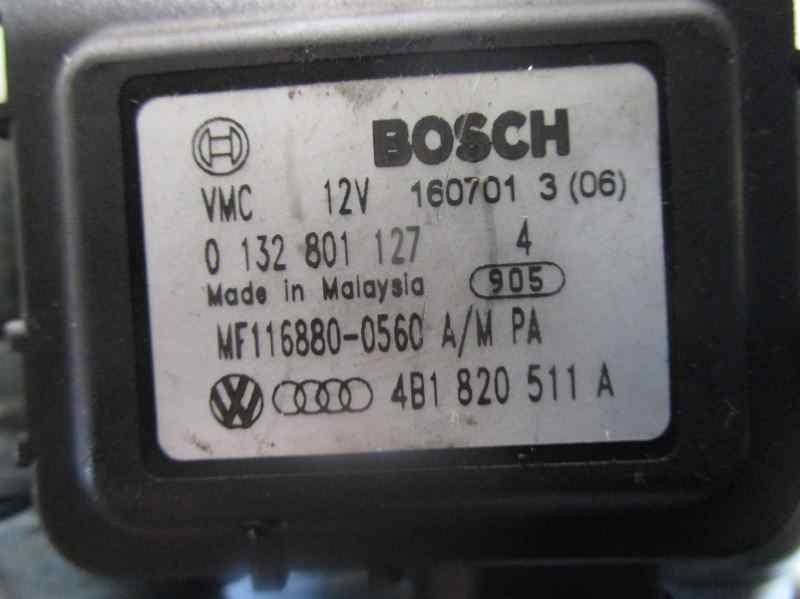 BOSCH
VMC 12V 160701 3 (06)
0 132 801 127 4
Made in Malaysia 905
MF116880-0560 A/M PA
VW 4B1 820 511 A